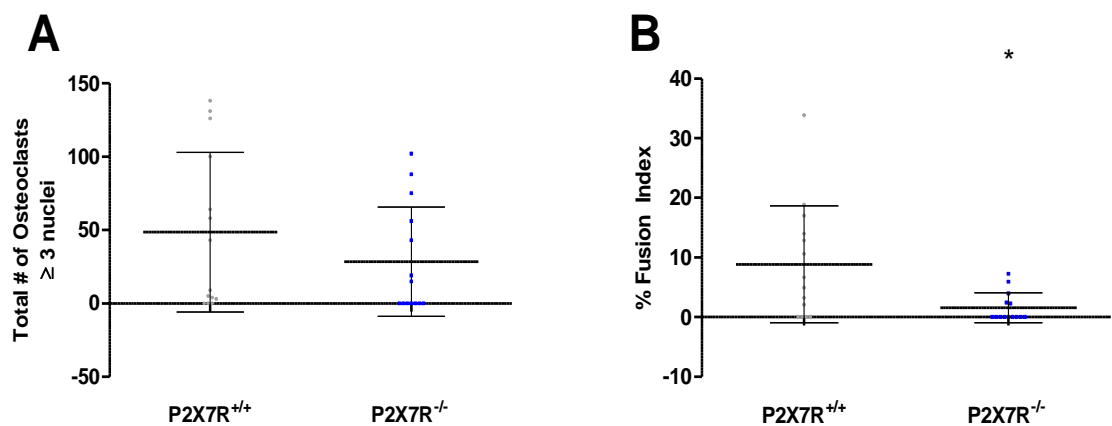 A
Total # of Osteoclasts
≥ 3 nuclei
150
100
50
0
-50
P2X7R+/+
P2X7R-/-
B
*
% Fusion Index
40
30
20
10
0
-10
P2X7R+/+
P2X7R-/-